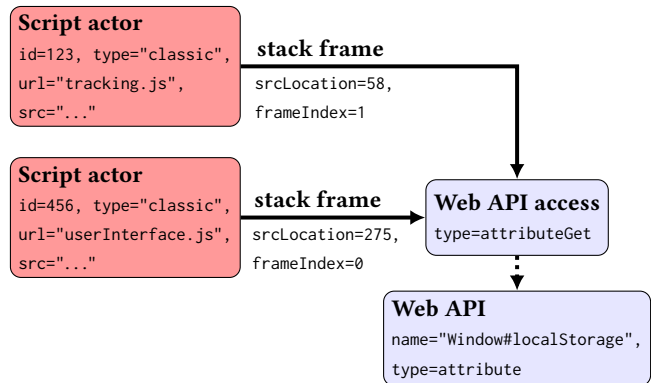 Script actor
id=123, type="classic",
url="tracking.js",
src="..."
stack frame
srcLocation=58,
frameIndex=1
Script actor
id=456, type="classic",
url="userInterface.js",
src="..."
stack frame
srcLocation=275,
frameIndex=0
Web API access
type=attributeGet
Web API
name="Window#localStorage",
type=attribute